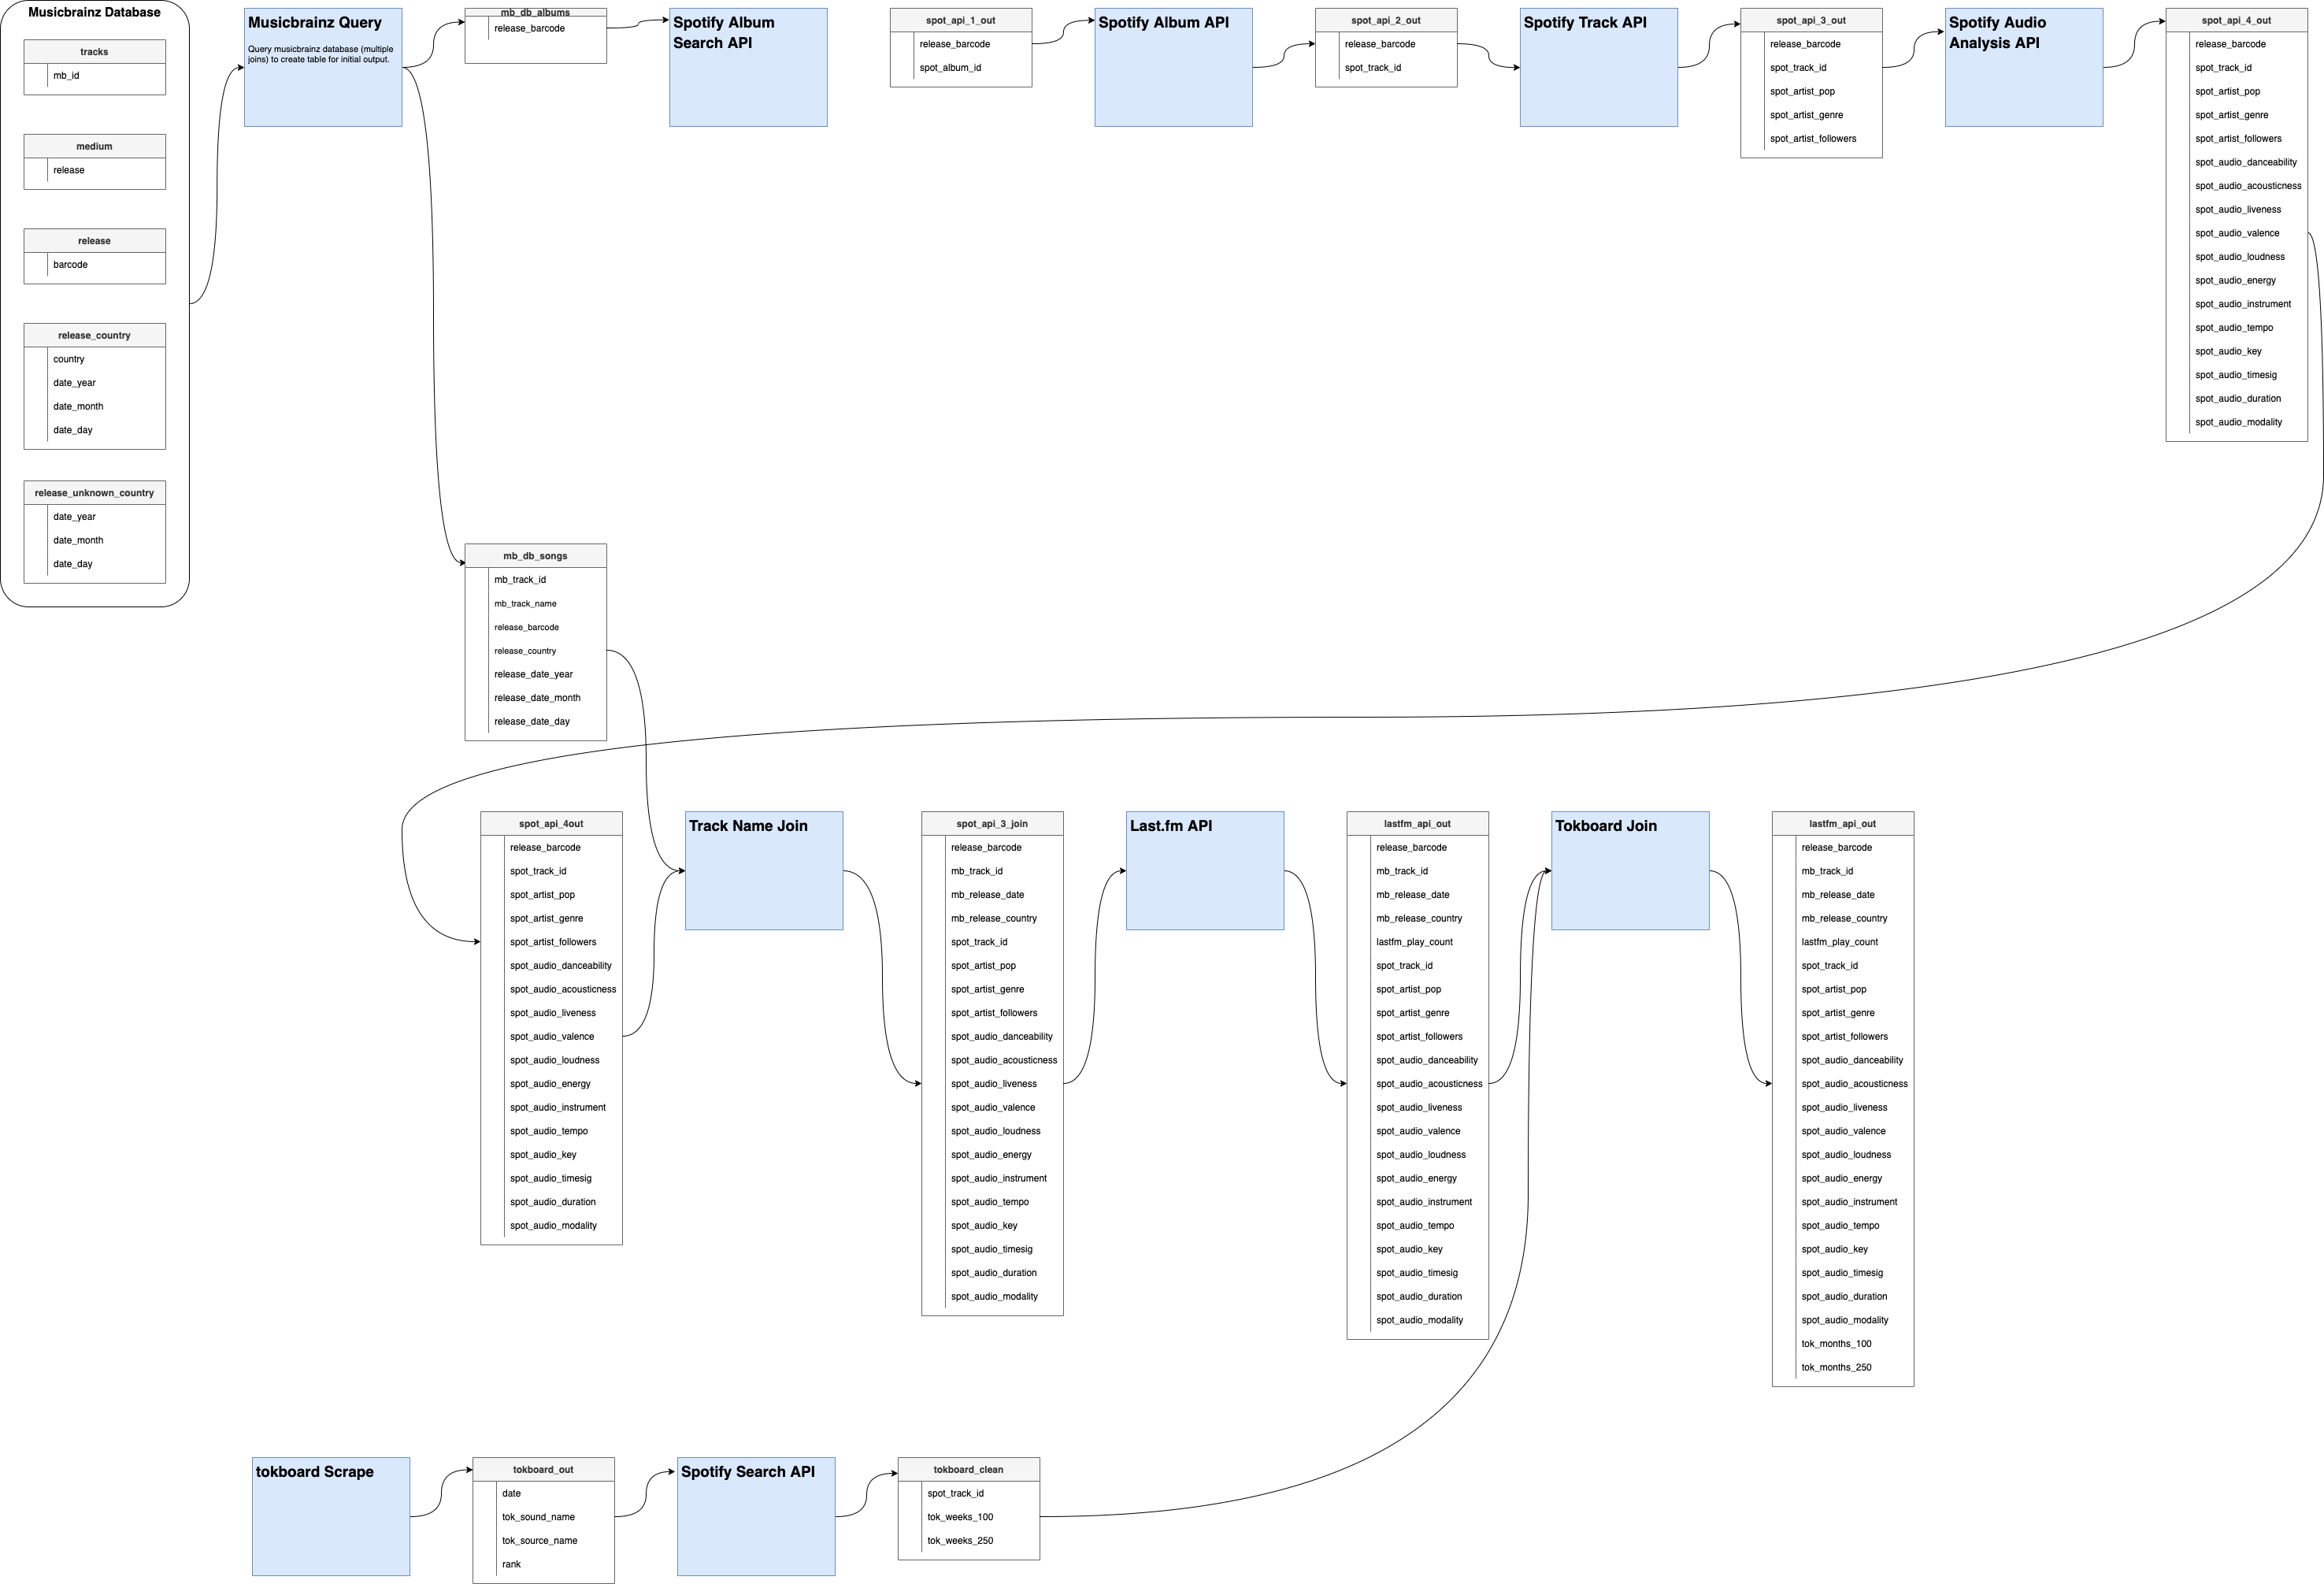 Musicbrainz Database
tracks
mb_id
medium
release
release
barcode
release_country
country
date_year
date_month
date_day
release_unknown_country
date_year
date_month
date_day
Musicbrainz Query
Query musicbrainz database (multiple
joins) to create table for initial output.
mb_db_albums
release_barcode
Spotify Album
Search API
spot_api_1_out
release_barcode
spot_album_id
Spotify Album API
spot_api_2_out
release_barcode
spot_track_id
Spotify Track API
spot_api_3_out
release_barcode
spot_track_id
spot_artist_pop
spot_artist_genre
spot_artist_followers
Spotify Audio
Analysis API
spot_api_4_out
release_barcode
spot_track_id
spot_artist_pop
spot_artist_genre
spot_artist_followers
spot_audio_danceability
spot_audio_acousticness
spot_audio_liveness
spot_audio_valence
spot_audio_loudness
spot_audio_energy
spot_audio_instrument
spot_audio_tempo
spot_audio_key
spot_audio_timesig
spot_audio_duration
spot_audio_modality
mb_db_songs
mb_track_id
mb_track_name
release_barcode
release_country
release_date_year
release_date_month
release_date_day
spot_api_4out
release_barcode
spot_track_id
spot_artist_pop
spot_artist_genre
spot_artist_followers
spot_audio_danceability
spot_audio_acousticness
spot_audio_liveness
spot_audio_valence
spot_audio_loudness
spot_audio_energy
spot_audio_instrument
spot_audio_tempo
spot_audio_key
spot_audio_timesig
spot_audio_duration
spot_audio_modality
Track Name Join
spot_api_3_join
release_barcode
mb_track_id
mb_release_date
mb_release_country
spot_track_id
spot_artist_pop
spot_artist_genre
spot_artist_followers
spot_audio_danceability
spot_audio_acousticness
spot_audio_liveness
spot_audio_valence
spot_audio_loudness
spot_audio_energy
spot_audio_instrument
spot_audio_tempo
spot_audio_key
spot_audio_timesig
spot_audio_duration
spot_audio_modality
Last.fm API
lastfm_api_out
release_barcode
mb_track_id
mb_release_date
mb_release_country
lastfm_play_count
spot_track_id
spot_artist_pop
spot_artist_genre
spot_artist_followers
spot_audio_danceability
spot_audio_acousticness
spot_audio_liveness
spot_audio_valence
spot_audio_loudness
spot_audio_energy
spot_audio_instrument
spot_audio_tempo
spot_audio_key
spot_audio_timesig
spot_audio_duration
spot_audio_modality
Tokboard Join
lastfm_api_out
release_barcode
mb_track_id
mb_release_date
mb_release_country
lastfm_play_count
spot_track_id
spot_artist_pop
spot_artist_genre
spot_artist_followers
spot_audio_danceability
spot_audio_acousticness
spot_audio_liveness
spot_audio_valence
spot_audio_loudness
spot_audio_energy
spot_audio_instrument
spot_audio_tempo
spot_audio_key
spot_audio_timesig
spot_audio_duration
spot_audio_modality
tok_months_100
tok_months_250
tokboard Scrape
tokboard_out
date
tok_sound_name
tok_source_name
rank
Spotify Search API
tokboard_clean
spot_track_id
tok_weeks_100
tok_weeks_250